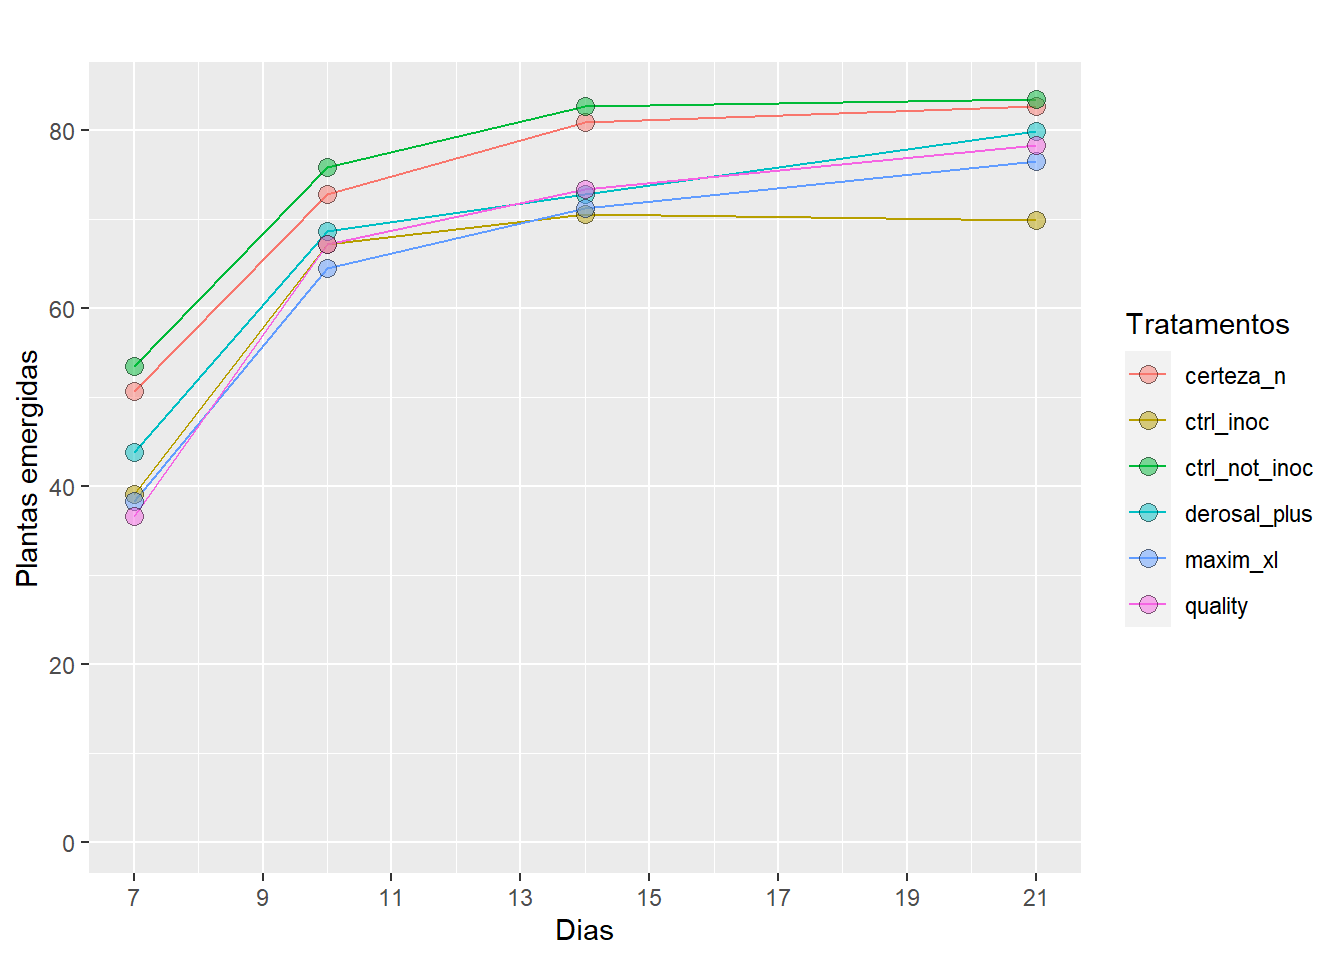 80
60
40
20
0
Plantas emergidas
7 9 11 13 15 17 19 21
Dias
Tratamentos
certeza_n
ctrl_inoc
ctrl_not_inoc
derosal_plus
maxim_xl
quality